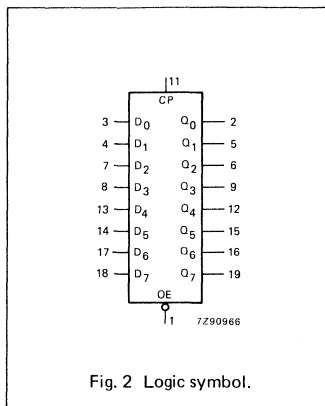 11
CP
3 D0 Q0 2
4 D1 Q1 5
7 D2 Q2 6
8 D3 Q3 9
13 D4 Q4 12
14 D5 Q5 15
17 D6 Q6 16
18 D7 Q7 19
OE
1 7Z90966
Fig. 2 Logic symbol.